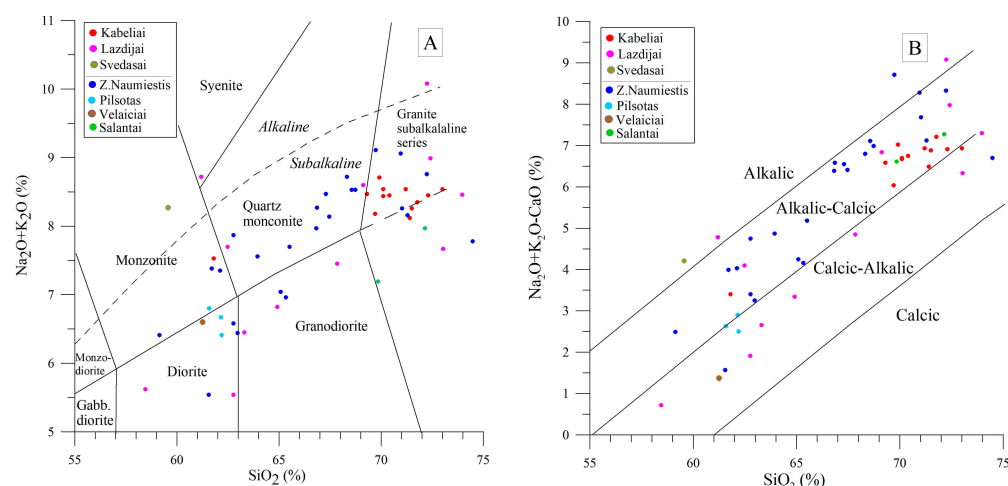 11
10
9
8
7
6
5
Na2O+K2O (%)
55
60
65
70
75
SiO2 (%)
Kabeliai
Lazdijai
Svedasai
Z.Naumiestis
Pilsotas
Velaiciai
Salantai
A
Syenite
Alkaline
Subalkaline
Granite
subalkalaline
series
Quartz
monconite
Monzonite
Granodiorite
Monzo-
diorite
Diorite
Gabb.
diorite
10
9
8
7
6
5
4
3
2
1
0
Na2O+K2O-CaO (%)
55
60
65
70
75
SiO2 (%)
Kabeliai
Lazdijai
Svedasai
Z.Naumiestis
Pilsotas
Velaiciai
Salantai
B
Alkalic
Alkalic-Calcic
Calcic-Alkalic
Calcic